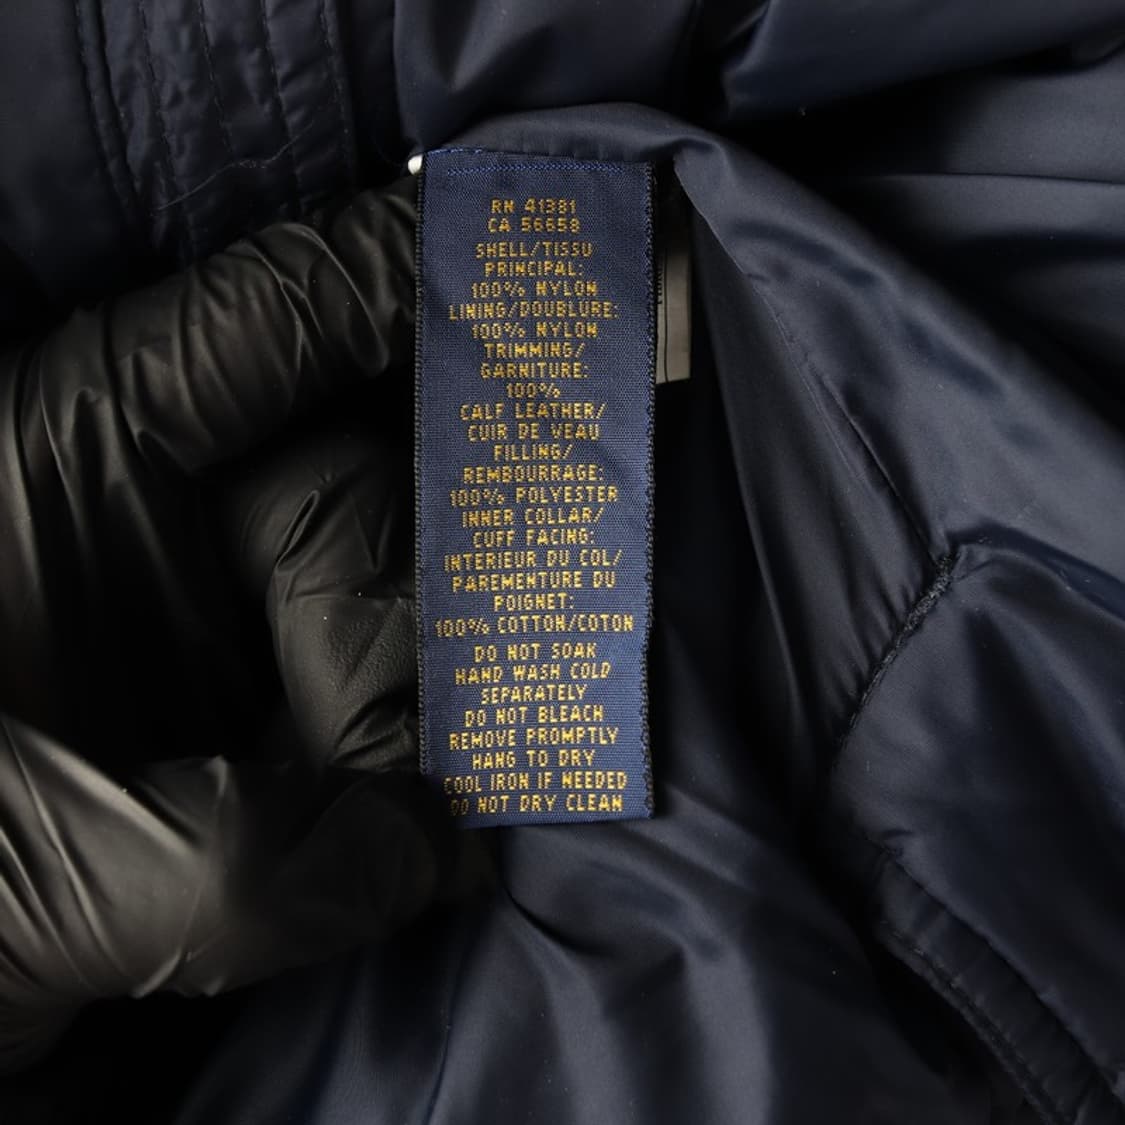 RN 41381
CA 56658
SHELL/TISSU
PRINCIPAL:
100% NYLON
LINING/DOUBLURE:
100% NYLON
TRIMMING/
GARNITURE:
100%
CALF LEATHER/
CUIR DE VEAU
FILLING/
REMBOURRAGE:
100% POLYESTER
INNER COLLAR/
CUFF FACING:
INTERIEUR DU COL/
PAREMENTURE DU
POIGNET:
100% COTTON/COTON
DO NOT SOAK
HAND WASH COLD
SEPARATELY
DO NOT BLEACH
REMOVE PROMPTLY
HANG TO DRY
COOL IRON IF NEEDED
DO NOT DRY CLEAN